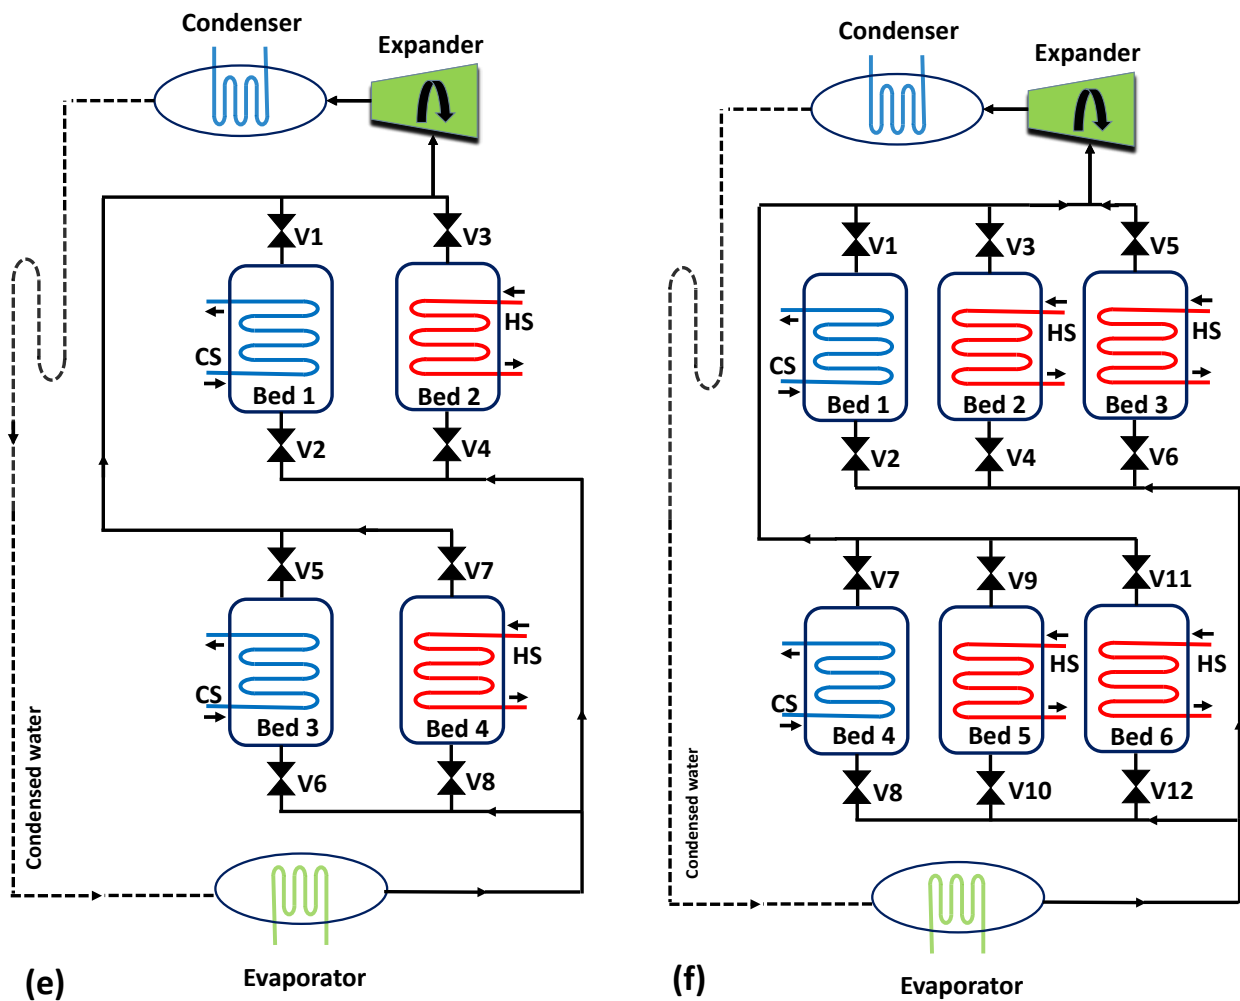 Condenser
Expander
V1
V3
HS
CS
Bed 1
Bed 2
V2
V4
V5
V7
HS
CS
Bed 3
Bed 4
V6
V8
Condensed water
Evaporator
(e)
Condenser
Expander
V1
V3
V5
HS
HS
CS
Bed 1
Bed 2
Bed 3
V2
V4
V6
V7
V9
V11
HS
HS
CS
Bed 4
Bed 5
Bed 6
V8
V10
V12
Condensed water
Evaporator
(f)